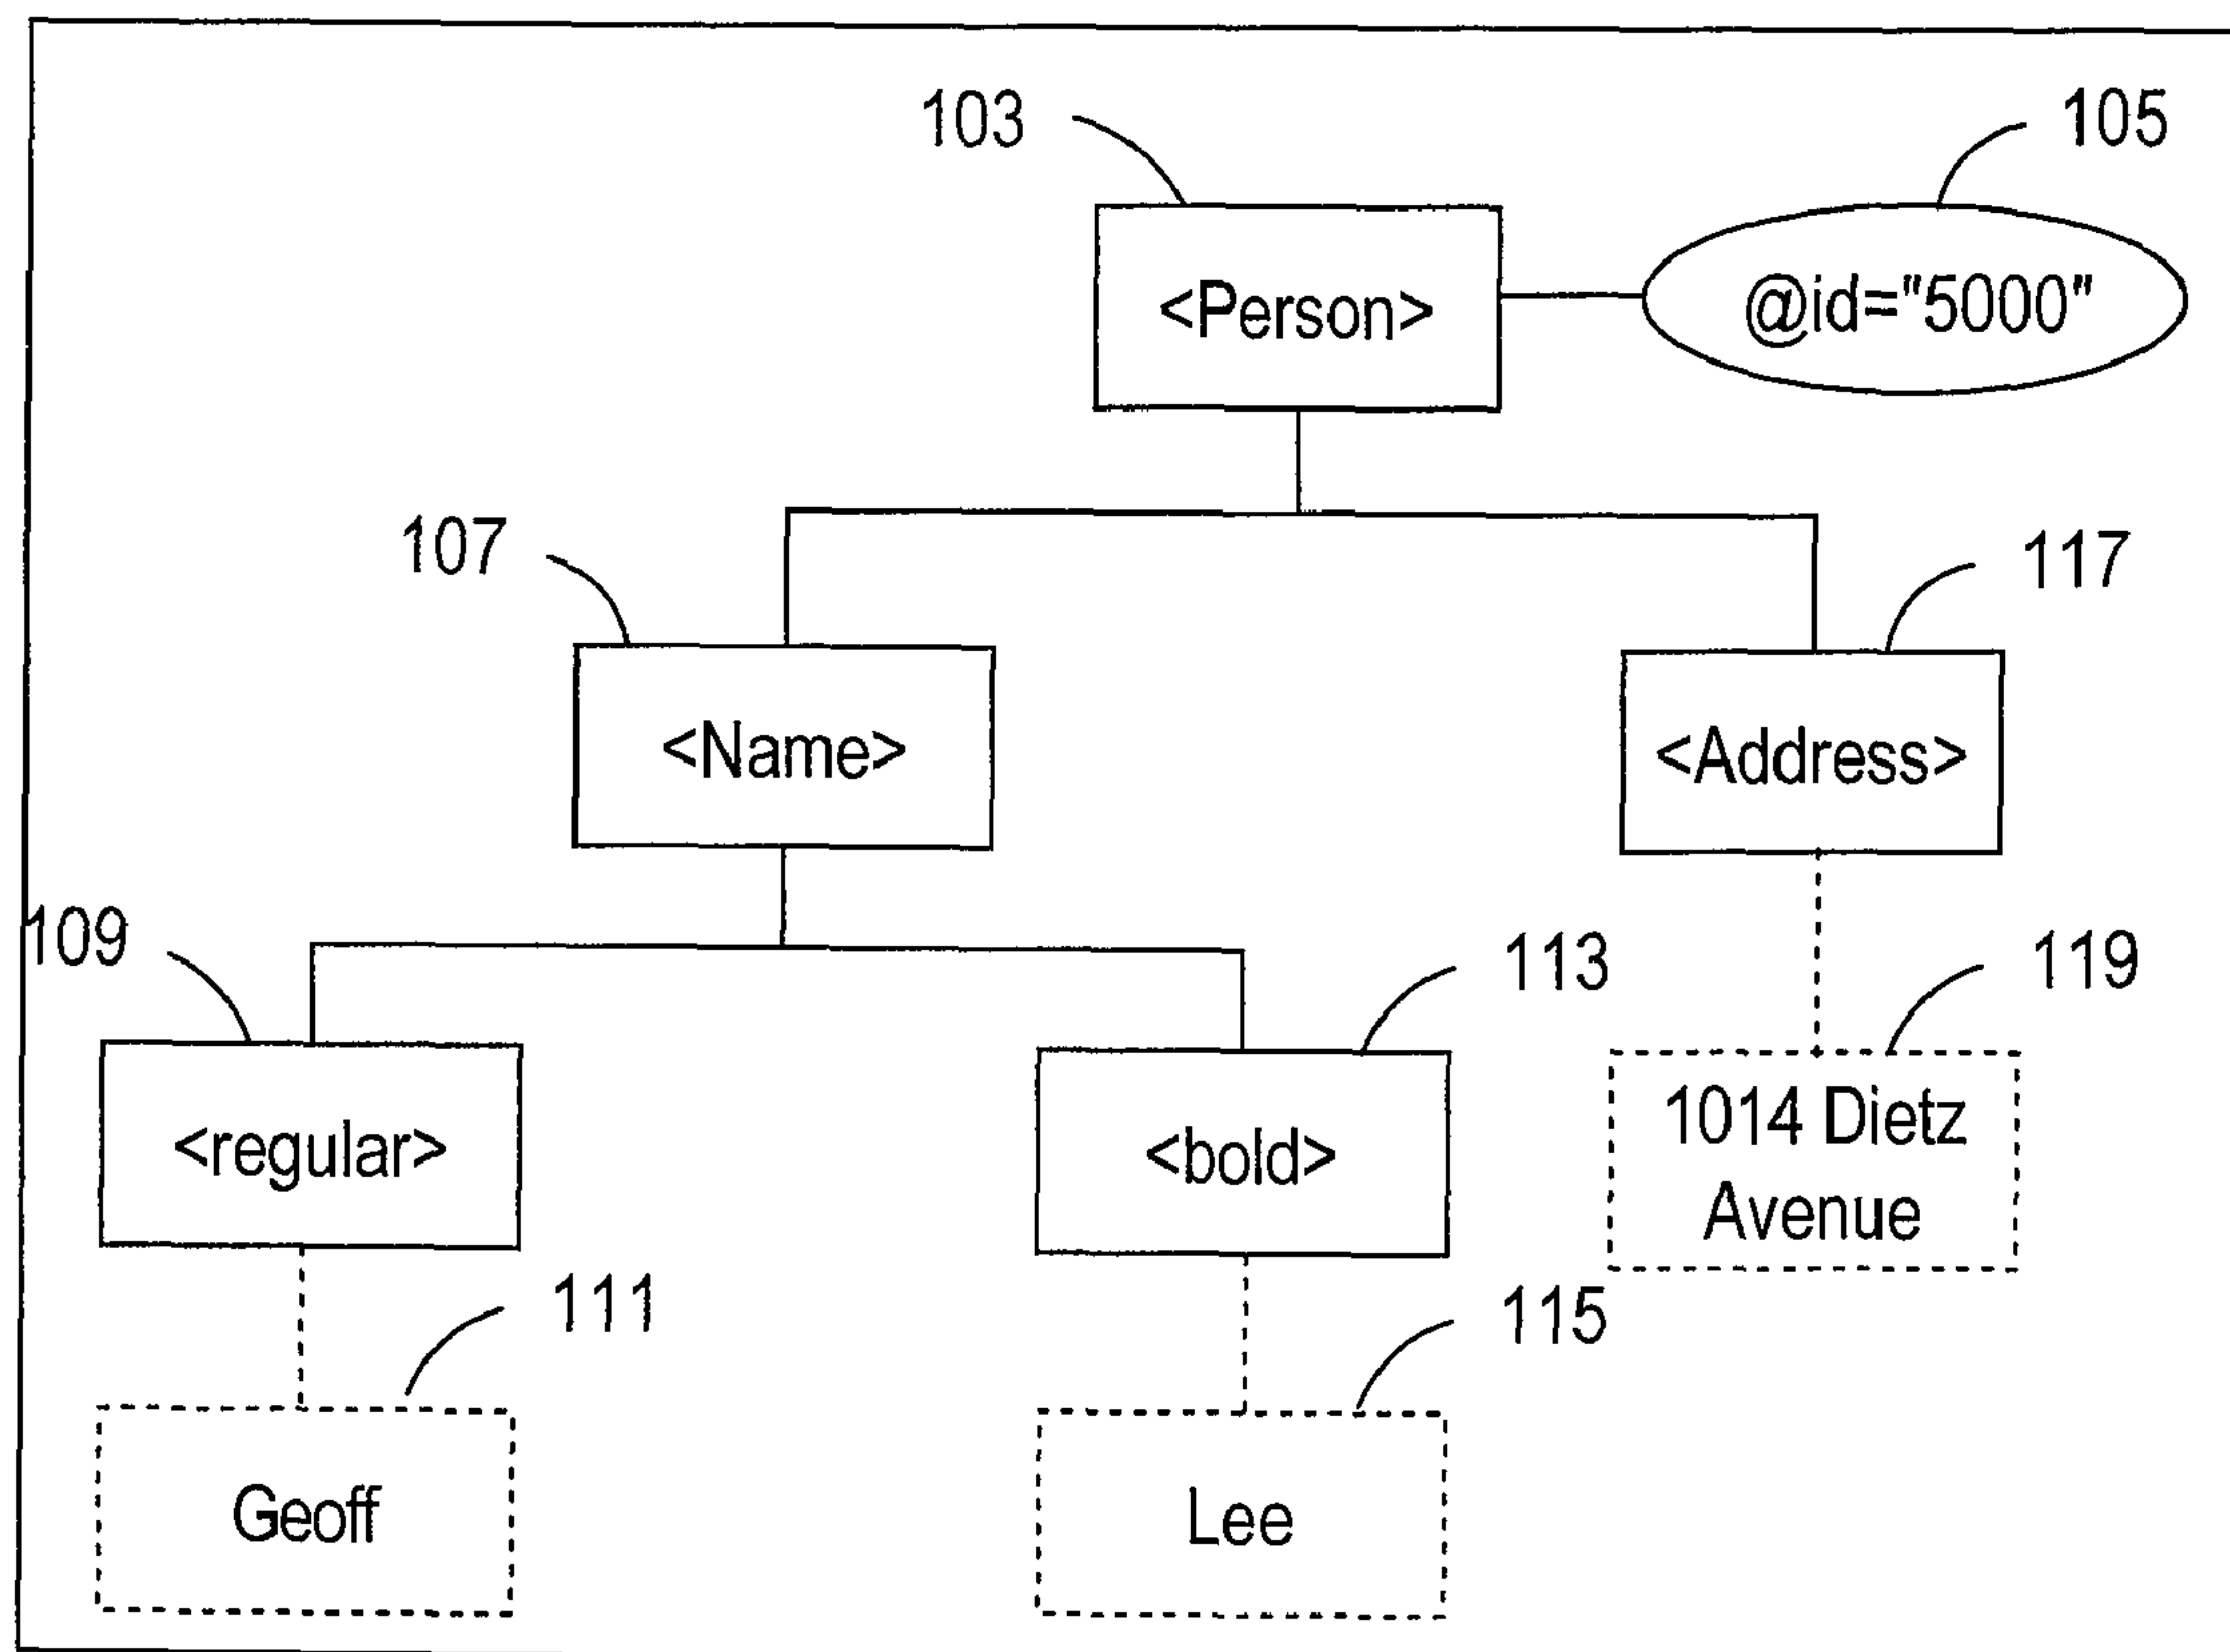 103
105
<Person>
@id="5000"
107
117
<Name>
<Address>
109
113
119
<regular>
<bold>
1014 Dietz
Avenue
111
115
Geoff
Lee